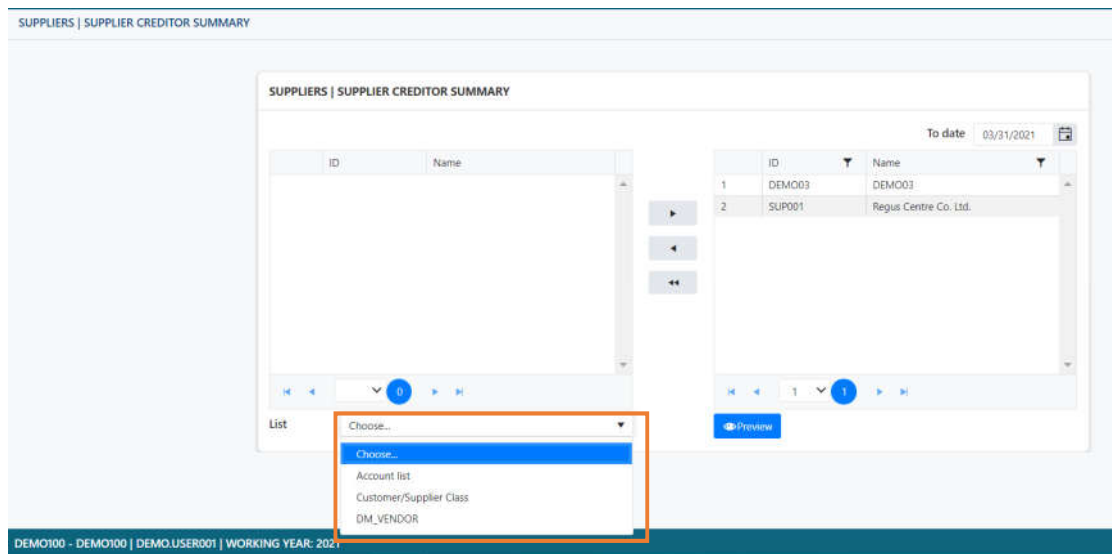 SUPPLIERS | SUPPLIER CREDITOR SUMMARY
SUPPLIERS | SUPPLIER CREDITOR SUMMARY
To date 03/31/2021
ID Name
ID Name
1 DEMO03 DEMO03
2 SUP001 Regus Centre Co. Ltd.
0
1 1
List Choose...
Preview
Choose...
Account list
Customer/Supplier Class
DM_VENDOR
DEMO100 - DEMO100 | DEMO.USER001 | WORKING YEAR: 2021